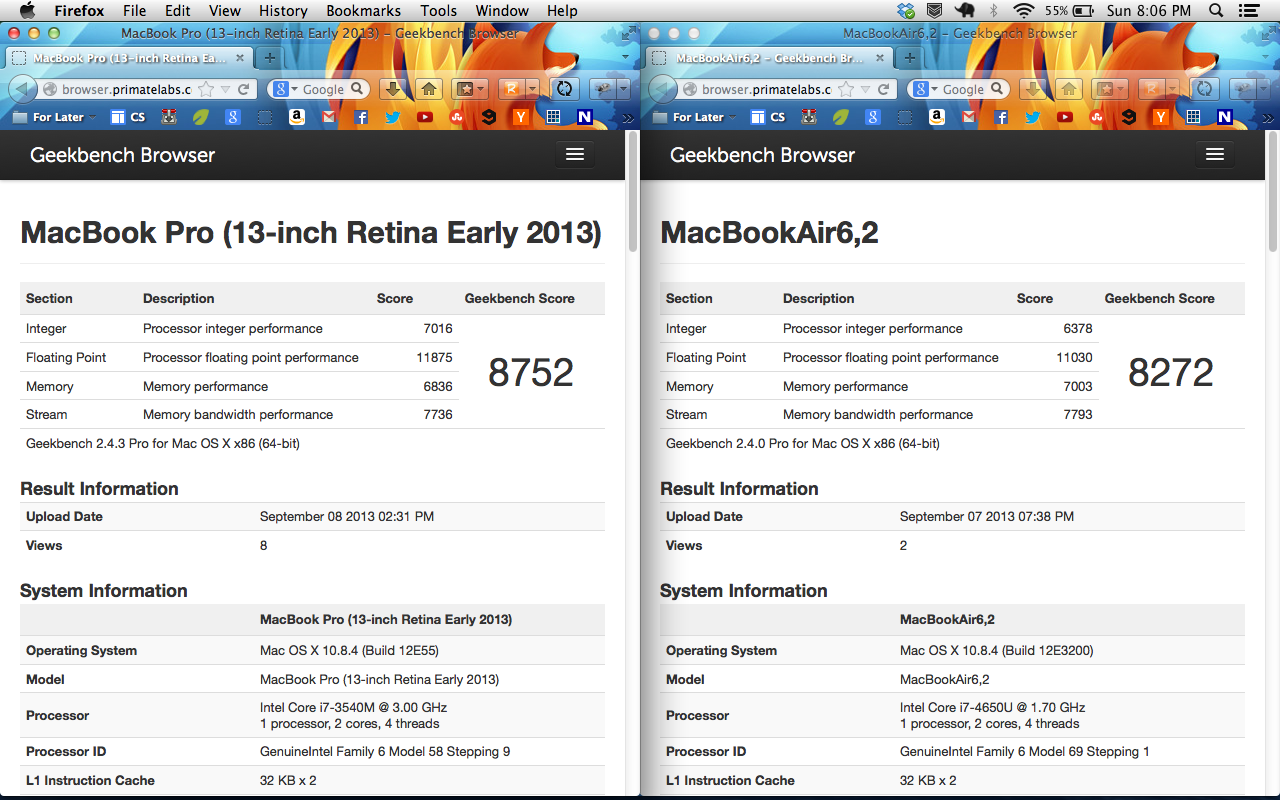 Firefox File Edit View History Bookmarks Tools Window Help 55% Sun 8:06 PM
MacBook Pro (13-inch Retina Early 2013) – Geekbench Browser
MacBook Pro (13-inch Retina Ea...
browser.primatelabs.c Google
For Later CS
Geekbench Browser
MacBook Pro (13-inch Retina Early 2013)
Section Description Score Geekbench Score
Integer Processor integer performance 7016
Floating Point Processor floating point performance 11875
8752
Memory Memory performance 6836
Stream Memory bandwidth performance 7736
Geekbench 2.4.3 Pro for Mac OS X x86 (64-bit)
Result Information
Upload Date September 08 2013 02:31 PM
Views 8
System Information
MacBook Pro (13-inch Retina Early 2013)
Operating System Mac OS X 10.8.4 (Build 12E55)
Model MacBook Pro (13-inch Retina Early 2013)
Processor Intel Core i7-3540M @ 3.00 GHz
1 processor, 2 cores, 4 threads
Processor ID GenuineIntel Family 6 Model 58 Stepping 9
L1 Instruction Cache 32 KB x 2
MacBookAir6,2 – Geekbench Browser
MacBookAir6,2 – Geekbench Br...
browser.primatelabs.c Google
For Later CS
Geekbench Browser
MacBookAir6,2
Section Description Score Geekbench Score
Integer Processor integer performance 6378
Floating Point Processor floating point performance 11030
8272
Memory Memory performance 7003
Stream Memory bandwidth performance 7793
Geekbench 2.4.0 Pro for Mac OS X x86 (64-bit)
Result Information
Upload Date September 07 2013 07:38 PM
Views 2
System Information
MacBookAir6,2
Operating System Mac OS X 10.8.4 (Build 12E3200)
Model MacBookAir6,2
Processor Intel Core i7-4650U @ 1.70 GHz
1 processor, 2 cores, 4 threads
Processor ID GenuineIntel Family 6 Model 69 Stepping 1
L1 Instruction Cache 32 KB x 2